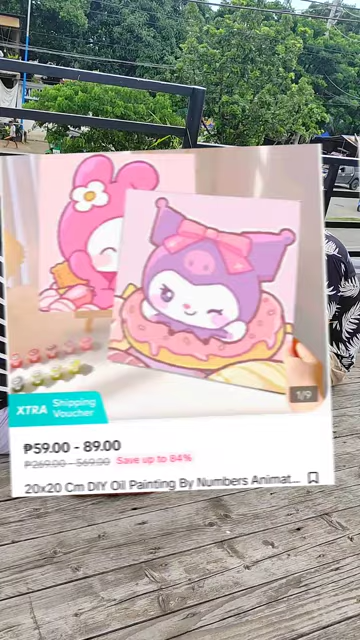 1/9
XTRA Shipping
Voucher
₱59.00 - 89.00
₱269.00 - 569.00 Save up to 84%
20x20 Cm DIY Oil Painting By Numbers Animat...